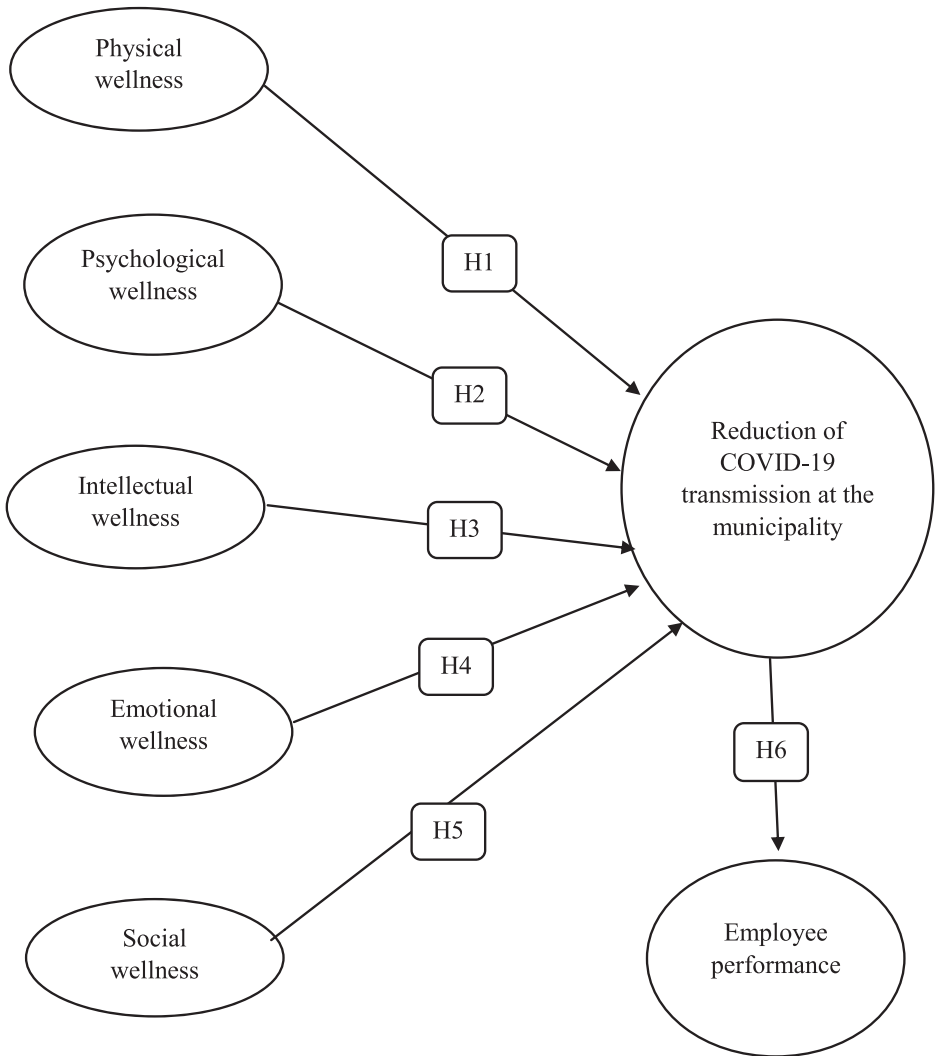 Physical
wellness
H1
Psychological
wellness
H2
Intellectual
wellness
H3
Emotional
wellness
H4
Social
wellness
H5
Reduction of
COVID-19
transmission at the
municipality
H6
Employee
performance